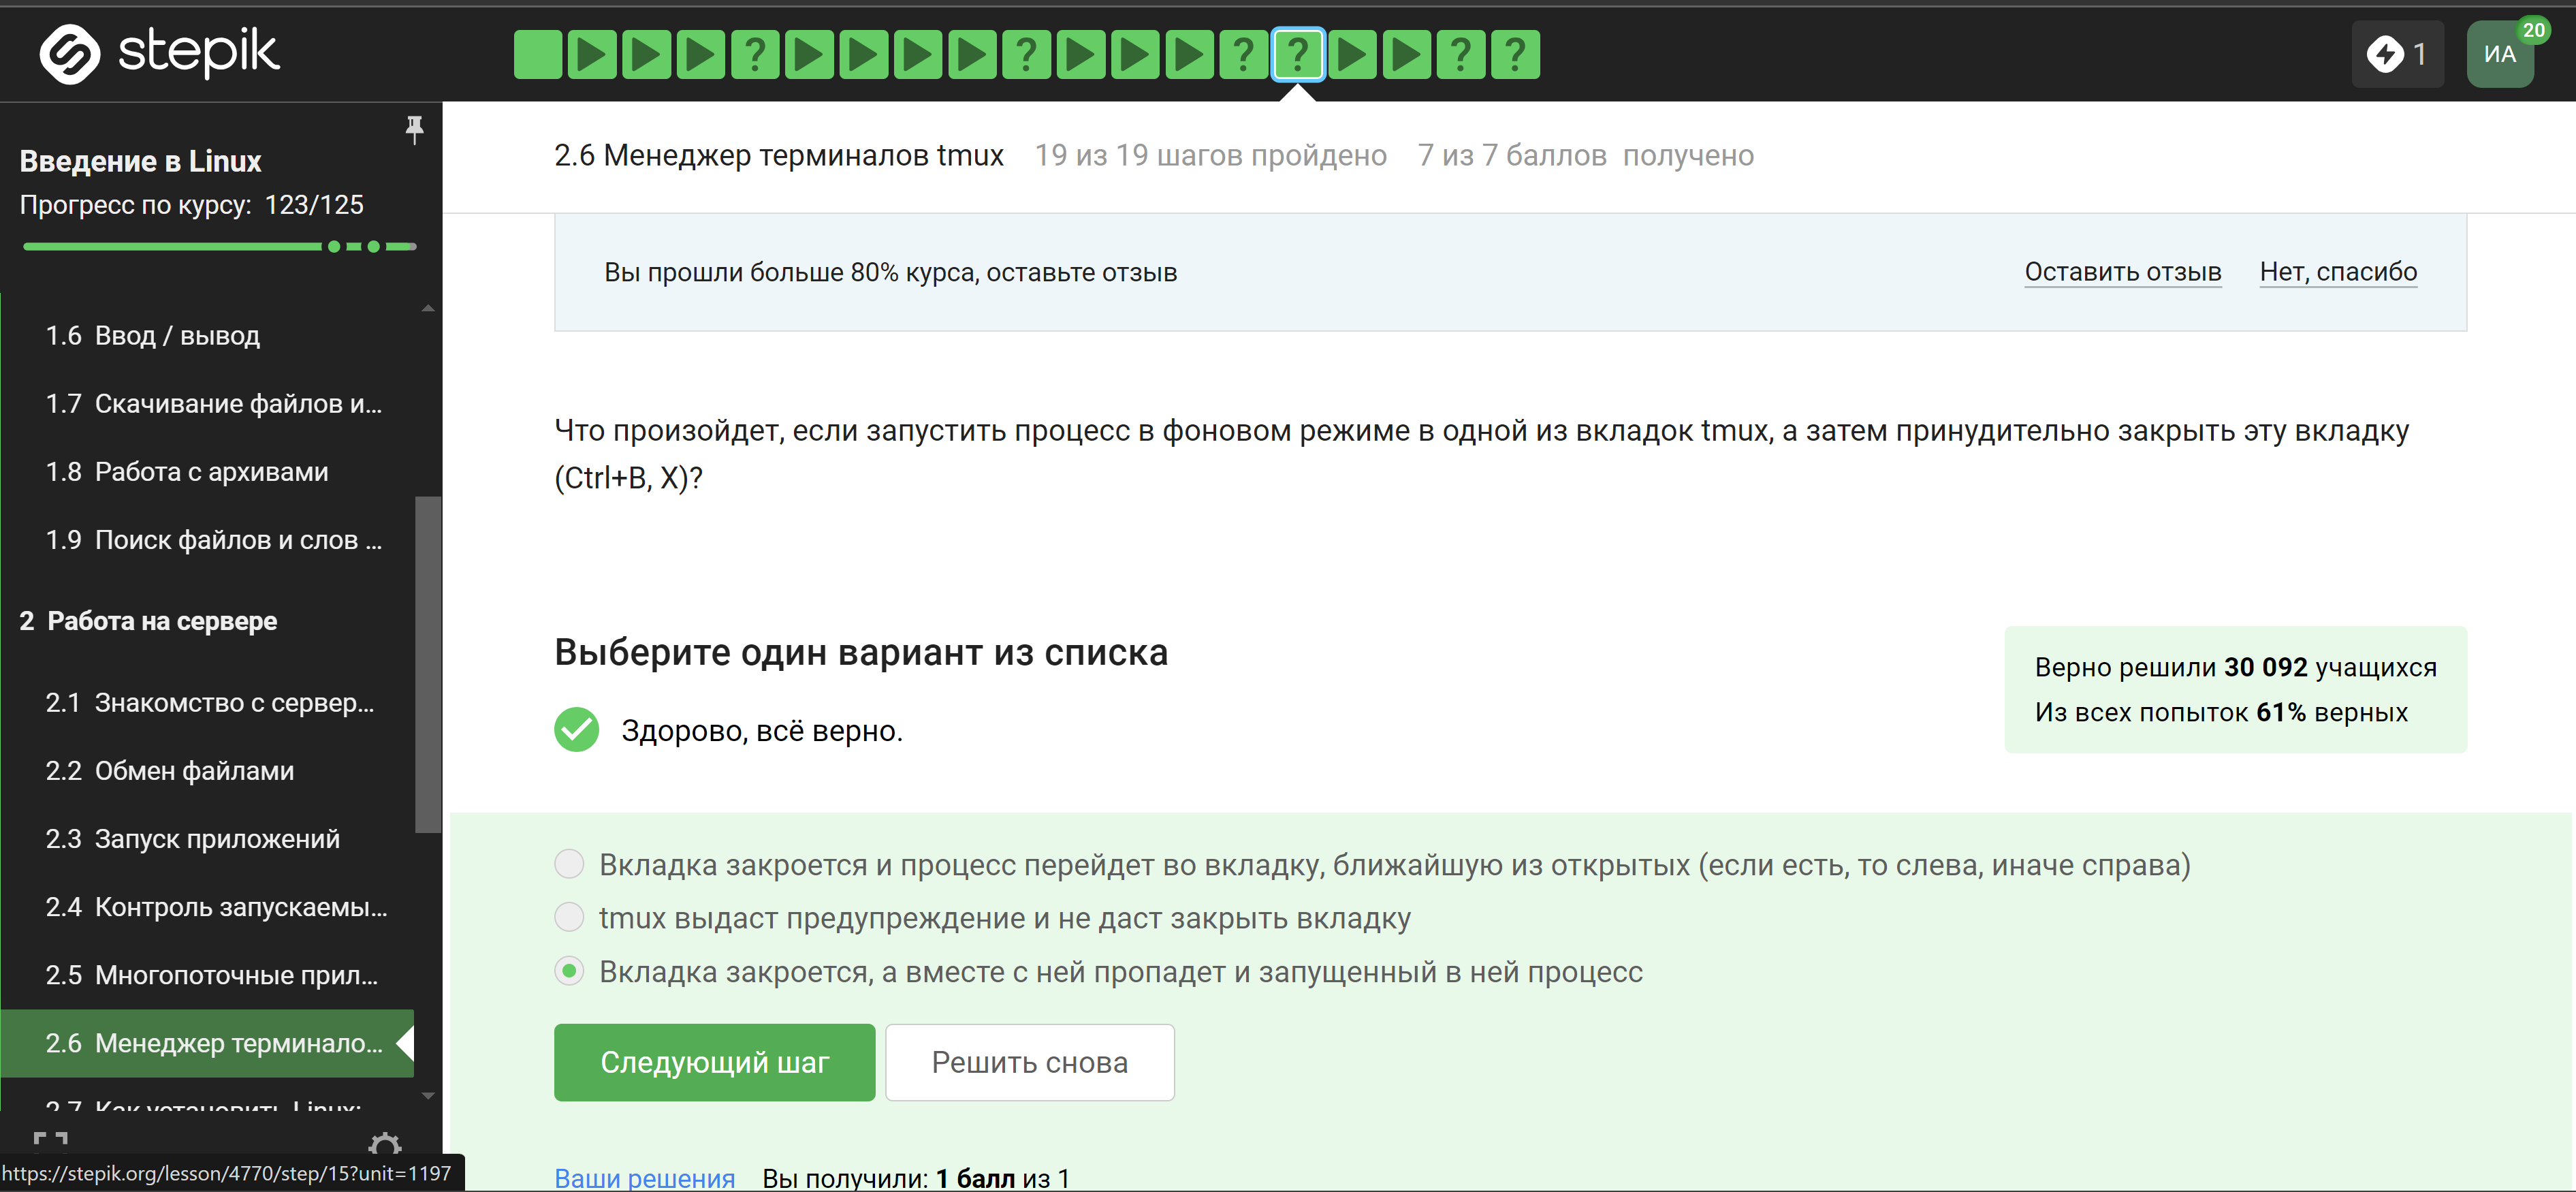 stepik
? ? ? ? ? ?
1
ИА
20
Введение в Linux
Прогресс по курсу: 123/125
1.6 Ввод / вывод
1.7 Скачивание файлов и...
1.8 Работа с архивами
1.9 Поиск файлов и слов ...
2 Работа на сервере
2.1 Знакомство с сервер...
2.2 Обмен файлами
2.3 Запуск приложений
2.4 Контроль запускаемы...
2.5 Многопоточные прил...
2.6 Менеджер терминало...
2.7 Как установить Linux:
https://stepik.org/lesson/4770/step/15?unit=1197
2.6 Менеджер терминалов tmux 19 из 19 шагов пройдено 7 из 7 баллов получено
Вы прошли больше 80% курса, оставьте отзыв
Оставить отзыв Нет, спасибо
Что произойдет, если запустить процесс в фоновом режиме в одной из вкладок tmux, а затем принудительно закрыть эту вкладку
(Ctrl+B, X)?
Выберите один вариант из списка
Здорово, всё верно.
Верно решили 30 092 учащихся
Из всех попыток 61% верных
Вкладка закроется и процесс перейдет во вкладку, ближайшую из открытых (если есть, то слева, иначе справа)
tmux выдаст предупреждение и не даст закрыть вкладку
Вкладка закроется, а вместе с ней пропадет и запущенный в ней процесс
Следующий шаг
Решить снова
Ваши решения Вы получили: 1 балл из 1